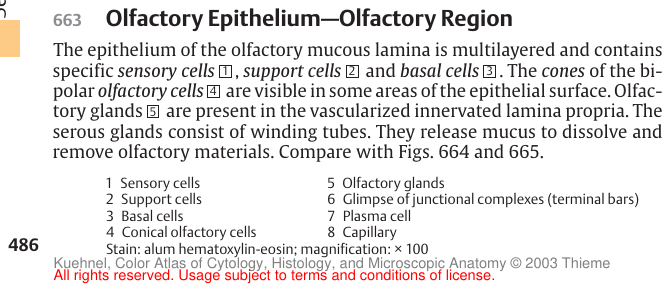 663 Olfactory Epithelium—Olfactory Region
The epithelium of the olfactory mucous lamina is multilayered and contains
specific sensory cells 1, support cells 2 and basal cells 3. The cones of the bi-
polar olfactory cells 4 are visible in some areas of the epithelial surface. Olfac-
tory glands 5 are present in the vascularized innervated lamina propria. The
serous glands consist of winding tubes. They release mucus to dissolve and
remove olfactory materials. Compare with Figs. 664 and 665.
1 Sensory cells
2 Support cells
3 Basal cells
4 Conical olfactory cells
5 Olfactory glands
6 Glimpse of junctional complexes (terminal bars)
7 Plasma cell
8 Capillary
Stain: alum hematoxylin-eosin; magnification: × 100
486
Kuehnel, Color Atlas of Cytology, Histology, and Microscopic Anatomy © 2003 Thieme
All rights reserved. Usage subject to terms and conditions of license.